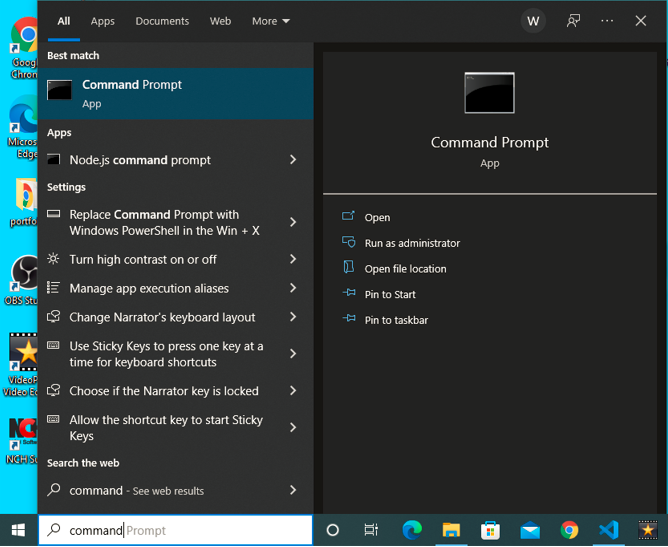 All Apps Documents Web More W
Best match
Command Prompt
App
Apps
Node.js command prompt
Settings
Replace Command Prompt with
Windows PowerShell in the Win + X
Turn high contrast on or off
Manage app execution aliases
Change Narrator's keyboard layout
Use Sticky Keys to press one key at a
time for keyboard shortcuts
Choose if the Narrator key is locked
Allow the shortcut key to start Sticky
Keys
Search the web
command - See web results
command Prompt
Command Prompt
App
Open
Run as administrator
Open file location
Pin to Start
Pin to taskbar
Googl
Chrom
Micros
Edge
portfo
OBS Stu
VideoP
Video Ed
NCH
NCH Su